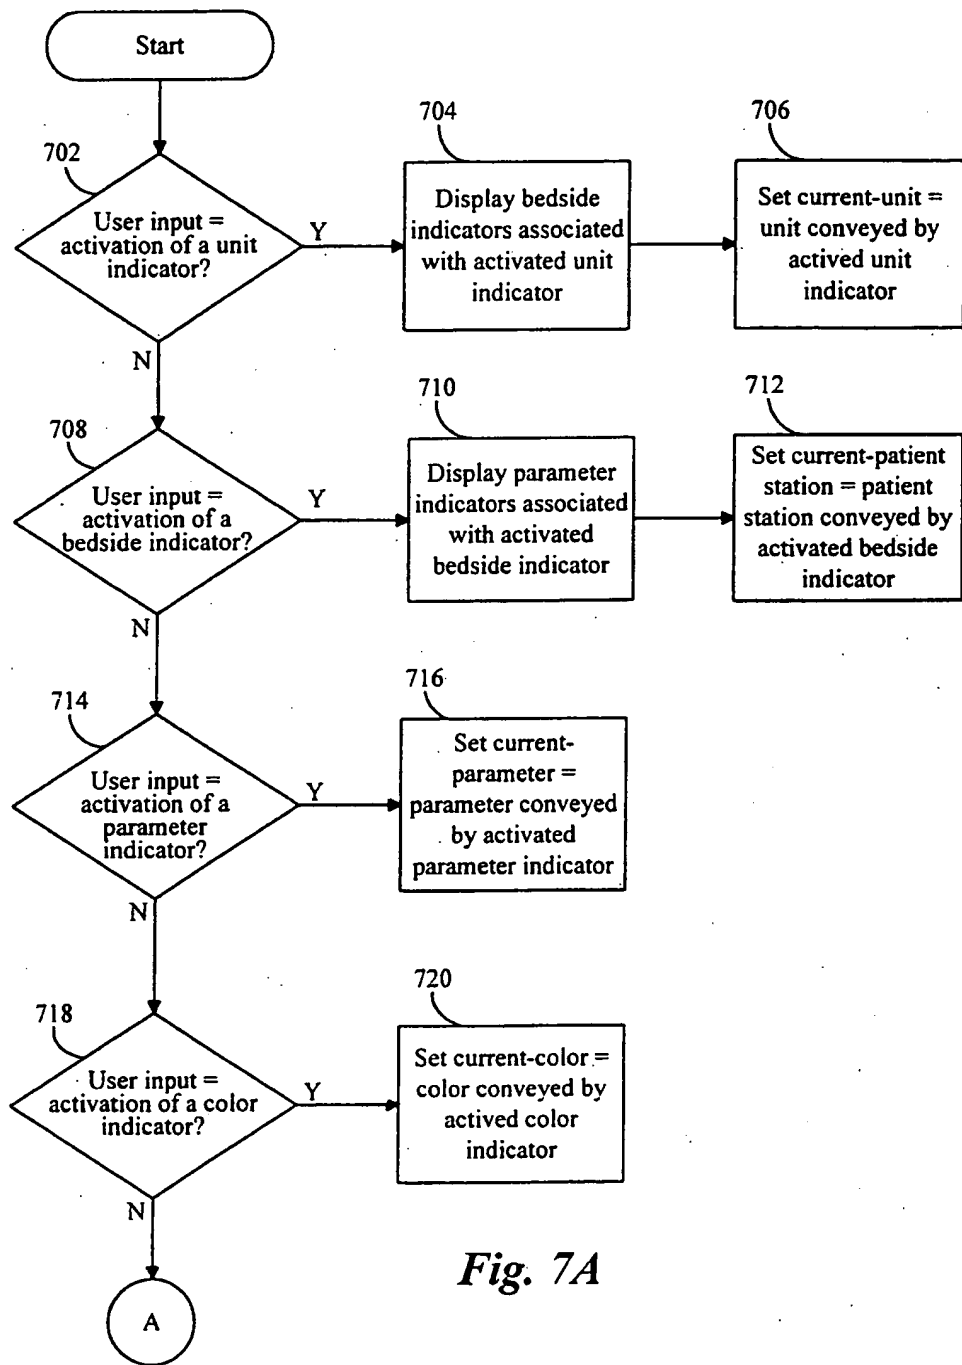 Start
702
User input =
activation of a unit
indicator?
Y
N
704
Display bedside
indicators associated
with activated unit
indicator
706
Set current-unit =
unit conveyed by
actived unit
indicator
708
User input =
activation of a
bedside indicator?
Y
N
710
Display parameter
indicators associated
with activated
bedside indicator
712
Set current-patient
station = patient
station conveyed by
activated bedside
indicator
714
User input =
activation of a
parameter
indicator?
Y
N
716
Set current-
parameter =
parameter conveyed
by activated
parameter indicator
718
User input =
activation of a color
indicator?
Y
N
720
Set current-color =
color conveyed by
actived color
indicator
A
Fig. 7A